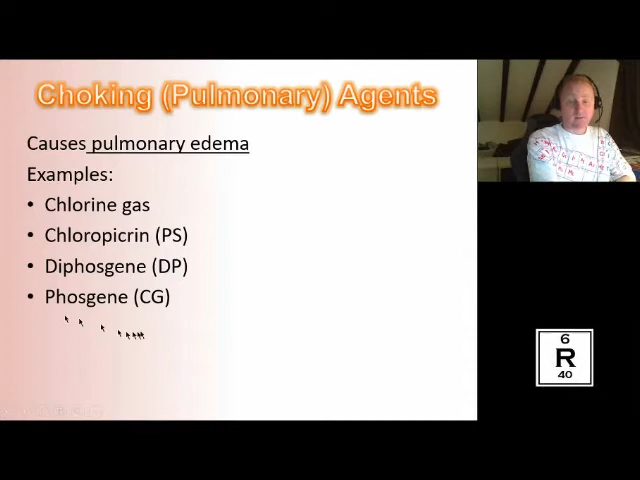 Choking (Pulmonary) Agents
Causes pulmonary edema
Examples:
• Chlorine gas
• Chloropicrin (PS)
• Diphosgene (DP)
• Phosgene (CG)
6
R
40